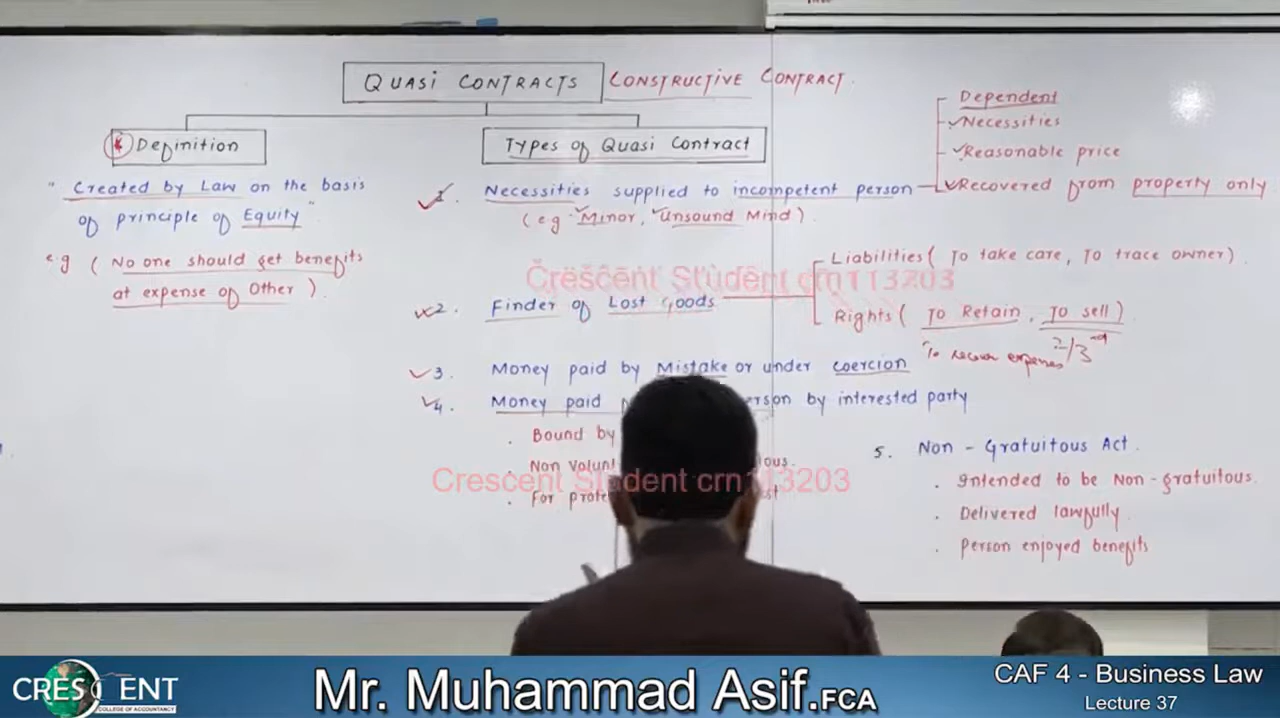 QUASI CONTRACTS CONSTRUCTIVE CONTRACT.
* Definition
"Created by Law on the basis
of principle of Equity"
e.g (No one should get benefits
at expense of Other).
Types of Quasi Contract
1. Necessities supplied to incompetent person
(eg. Minor, Unsound Mind).
Dependent
Necessities
Reasonable price
Recovered from property only
2. Finder of Lost Goods
Liabilities (To take care, To trace owner).
Rights (To Retain, To sell)
To recover expenses 2/3
3. Money paid by Mistake or under coercion
4. Money paid by interested party
. Bound by
. Non
. For
5. Non-Gratuitous Act.
. Intended to be Non-gratuitous.
. Delivered lawfully.
. Person enjoyed benefits
Crescent Student crn113203
Crescent Student crn113203
CRESCENT
COLLEGE OF ACCOUNTANCY
Mr. Muhammad Asif.FCA
CAF 4 - Business Law
Lecture 37